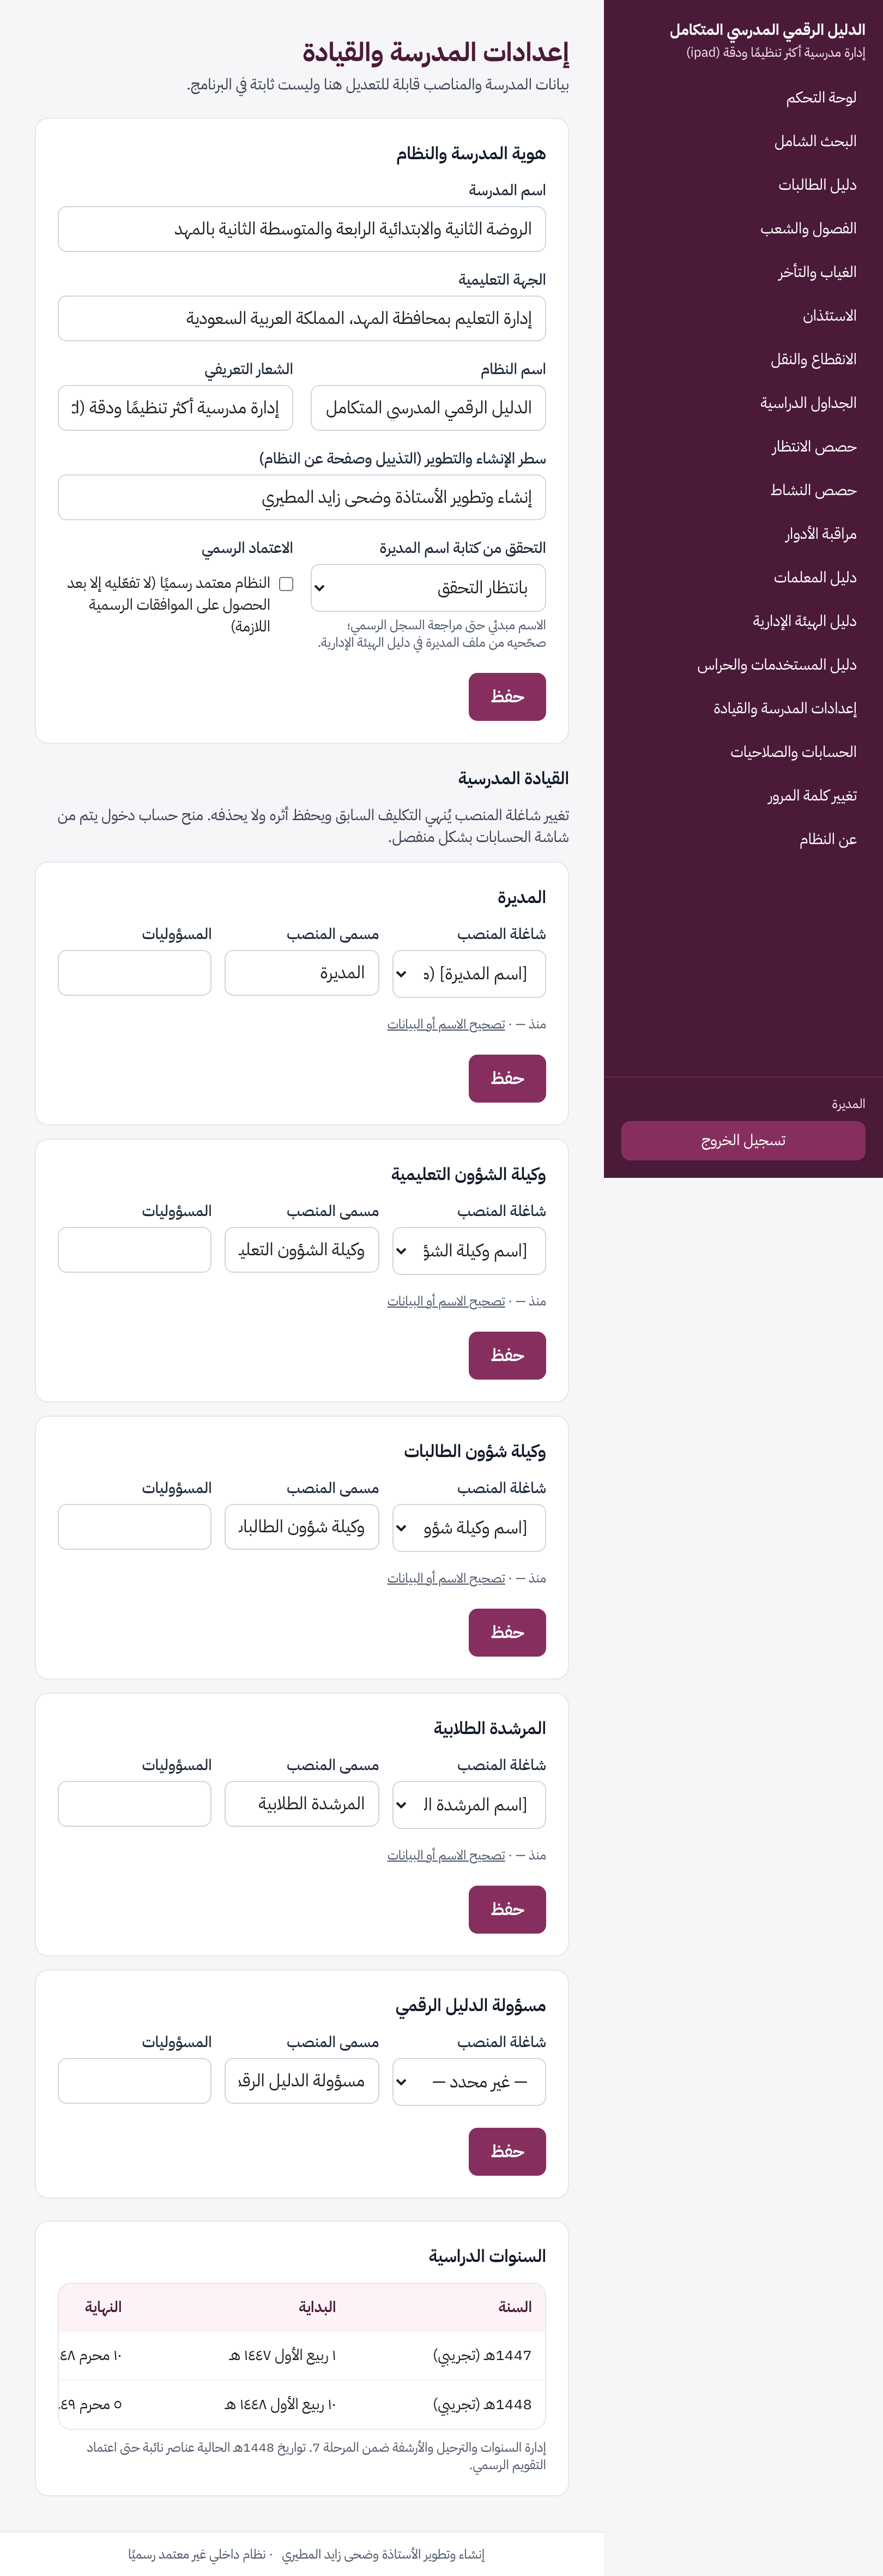 الدليل الرقمي المدرسي المتكامل
إدارة مدرسية أكثر تنظيمًا ودقة (ipad)
لوحة التحكم
البحث الشامل
دليل الطالبات
الفصول والشعب
الغياب والتأخر
الاستئذان
الانقطاع والنقل
الجداول الدراسية
حصص الانتظار
حصص النشاط
مراقبة الأدوار
دليل المعلمات
دليل الهيئة الإدارية
دليل المستخدمات والحراس
إعدادات المدرسة والقيادة
الحسابات والصلاحيات
تغيير كلمة المرور
عن النظام
المديرة
تسجيل الخروج
إعدادات المدرسة والقيادة
بيانات المدرسة والمناصب قابلة للتعديل هنا وليست ثابتة في البرنامج.
هوية المدرسة والنظام
اسم المدرسة
الروضة الثانية والابتدائية الرابعة والمتوسطة الثانية بالمهد
الجهة التعليمية
إدارة التعليم بمحافظة المهد، المملكة العربية السعودية
اسم النظام
الدليل الرقمي المدرسي المتكامل
الشعار التعريفي
إدارة مدرسية أكثر تنظيمًا ودقة
سطر الإنشاء والتطوير (التذييل وصفحة عن النظام)
إنشاء وتطوير الأستاذة وضحى زايد المطيري
التحقق من كتابة اسم المديرة
بانتظار التحقق
الاسم مبدئي حتى مراجعة السجل الرسمي؛
صحّحيه من ملف المديرة في دليل الهيئة الإدارية.
الاعتماد الرسمي
النظام معتمد رسميًا (لا تفعّليه إلا بعد
الحصول على الموافقات الرسمية
اللازمة)
حفظ
القيادة المدرسية
تغيير شاغلة المنصب يُنهي التكليف السابق ويحفظ أثره ولا يحذفه. منح حساب دخول يتم من
شاشة الحسابات بشكل منفصل.
المديرة
شاغلة المنصب
مسمى المنصب
المسؤوليات
[اسم المديرة]
المديرة
منذ — · تصحيح الاسم أو البيانات
حفظ
وكيلة الشؤون التعليمية
شاغلة المنصب
مسمى المنصب
المسؤوليات
[اسم وكيلة الشؤ
وكيلة الشؤون التعلي
منذ — · تصحيح الاسم أو البيانات
حفظ
وكيلة شؤون الطالبات
شاغلة المنصب
مسمى المنصب
المسؤوليات
[اسم وكيلة شؤو
وكيلة شؤون الطالبا
منذ — · تصحيح الاسم أو البيانات
حفظ
المرشدة الطلابية
شاغلة المنصب
مسمى المنصب
المسؤوليات
[اسم المرشدة ال
المرشدة الطلابية
منذ — · تصحيح الاسم أو البيانات
حفظ
مسؤولة الدليل الرقمي
شاغلة المنصب
مسمى المنصب
المسؤوليات
— غير محدد —
مسؤولة الدليل الرق
حفظ
السنوات الدراسية
السنة
البداية
النهاية
1447هـ (تجريبي)
١ ربيع الأول ١٤٤٧ هـ
١٠ محرم
1448هـ (تجريبي)
١٠ ربيع الأول ١٤٤٨ هـ
٥ محرم
إدارة السنوات والترحيل والأرشفة ضمن المرحلة 7. تواريخ 1448هـ الحالية عناصر نائبة حتى اعتماد
التقويم الرسمي.
إنشاء وتطوير الأستاذة وضحى زايد المطيري · نظام داخلي غير معتمد رسميًا